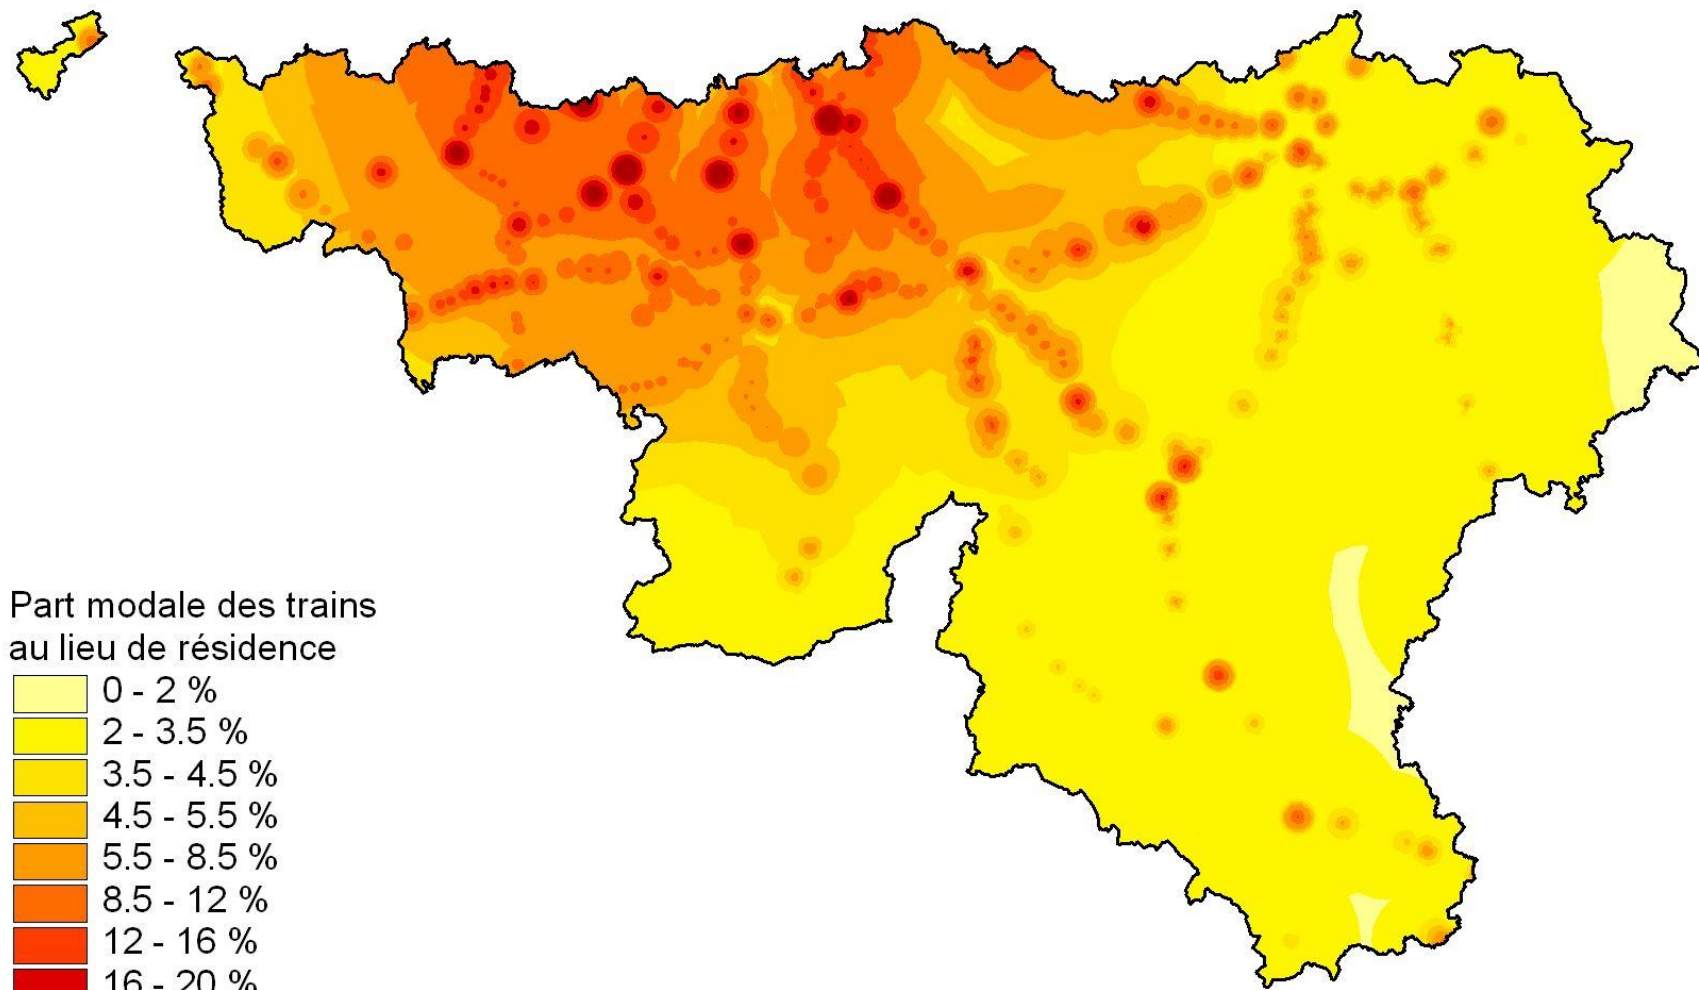 Part modale des trains
au lieu de résidence
0 - 2 %
2 - 3.5 %
3.5 - 4.5 %
4.5 - 5.5 %
5.5 - 8.5 %
8.5 - 12 %
12 - 16 %
16 - 20 %